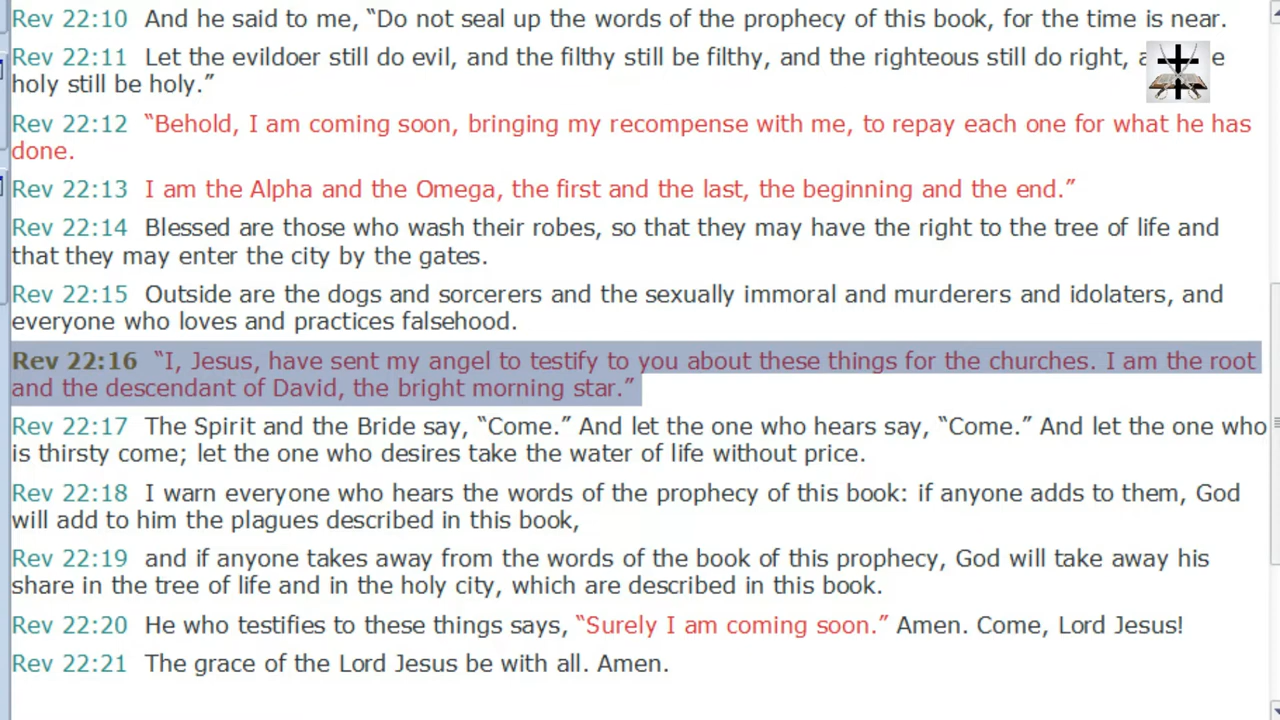 Rev 22:10 And he said to me, “Do not seal up the words of the prophecy of this book, for the time is near.
Rev 22:11 Let the evildoer still do evil, and the filthy still be filthy, and the righteous still do right,
holy still be holy.”
Rev 22:12 “Behold, I am coming soon, bringing my recompense with me, to repay each one for what he has
done.
Rev 22:13 I am the Alpha and the Omega, the first and the last, the beginning and the end.”
Rev 22:14 Blessed are those who wash their robes, so that they may have the right to the tree of life and
that they may enter the city by the gates.
Rev 22:15 Outside are the dogs and sorcerers and the sexually immoral and murderers and idolaters, and
everyone who loves and practices falsehood.
Rev 22:16 “I, Jesus, have sent my angel to testify to you about these things for the churches. I am the root
and the descendant of David, the bright morning star.”
Rev 22:17 The Spirit and the Bride say, “Come.” And let the one who hears say, “Come.” And let the one who
is thirsty come; let the one who desires take the water of life without price.
Rev 22:18 I warn everyone who hears the words of the prophecy of this book: if anyone adds to them, God
will add to him the plagues described in this book,
Rev 22:19 and if anyone takes away from the words of the book of this prophecy, God will take away his
share in the tree of life and in the holy city, which are described in this book.
Rev 22:20 He who testifies to these things says, “Surely I am coming soon.” Amen. Come, Lord Jesus!
Rev 22:21 The grace of the Lord Jesus be with all. Amen.